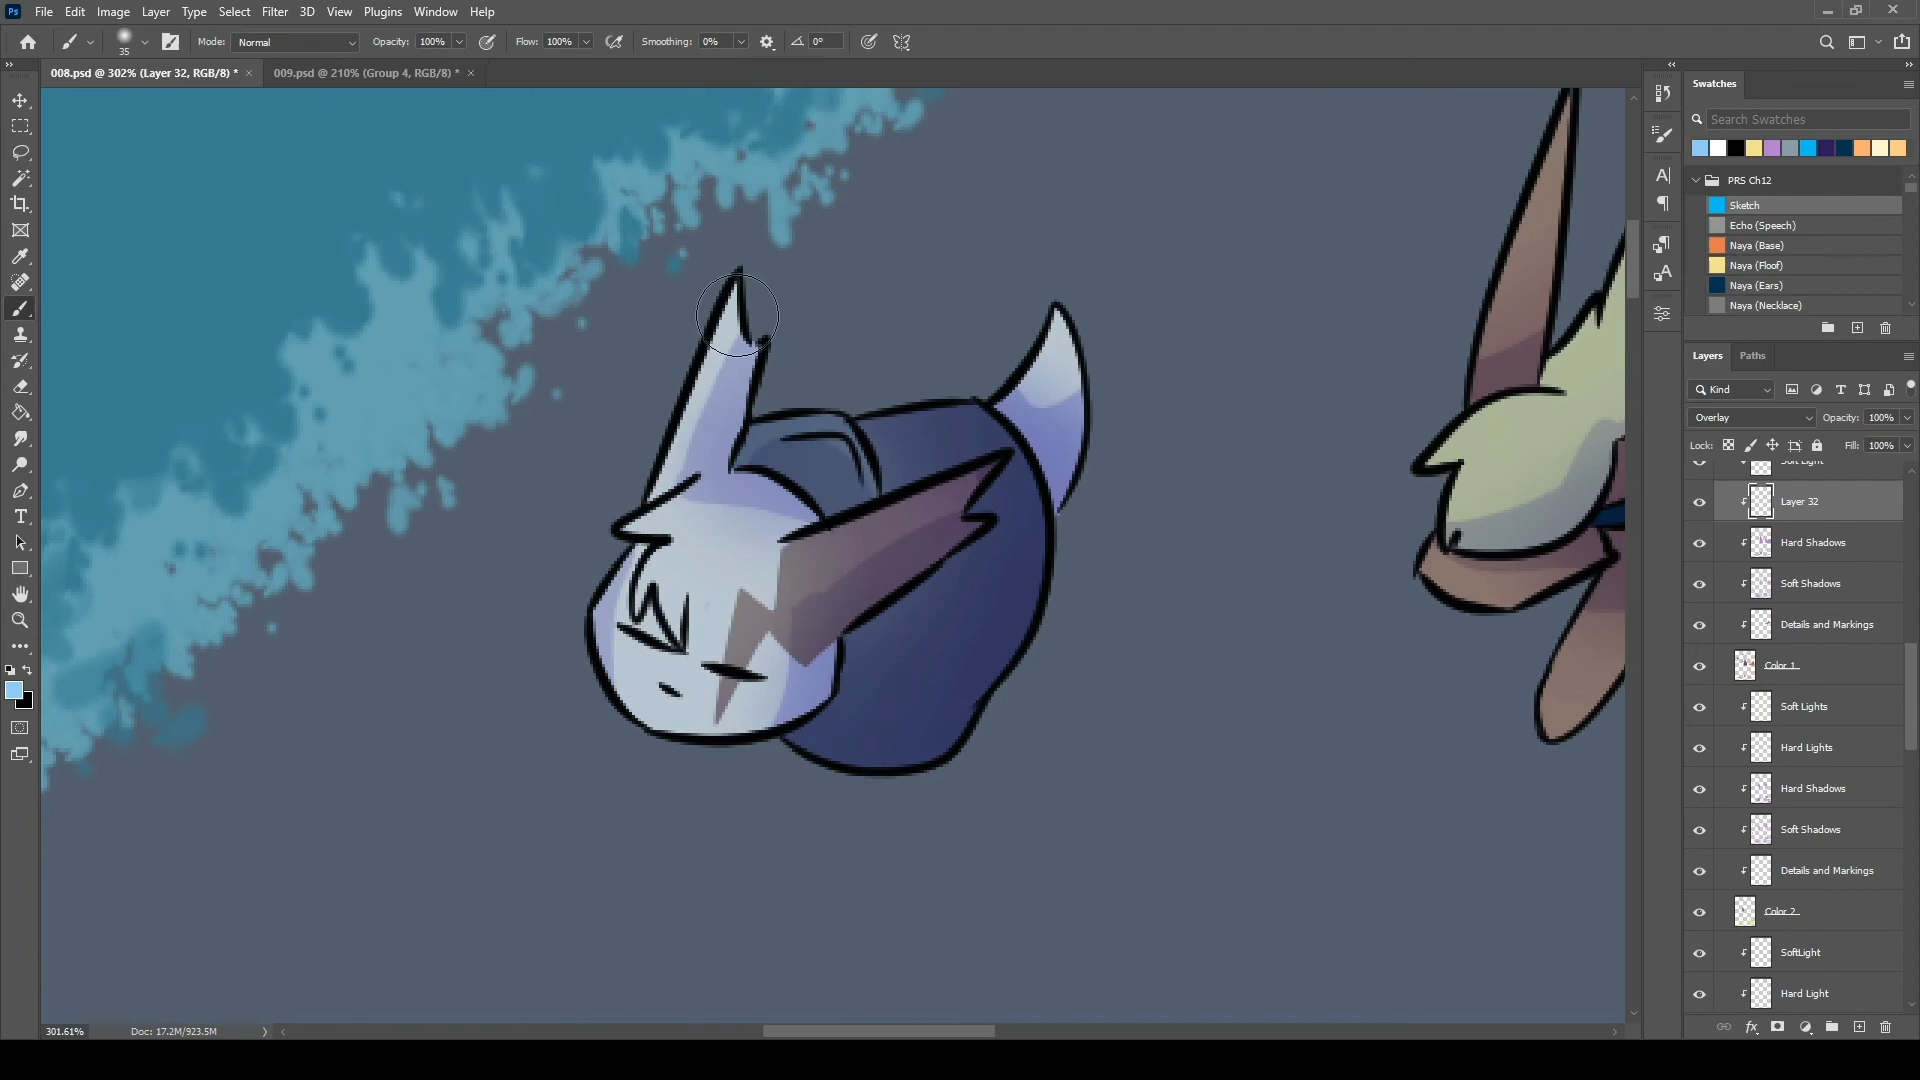 Ps File Edit Image Layer Type Select Filter 3D View Plugins Window Help
35 Mode: Normal Opacity: 100% Flow: 100% Smoothing: 0% 0°
008.psd @ 302% (Layer 32, RGB/8) * × 009.psd @ 210% (Group 4, RGB/8) * ×
Swatches
Search Swatches
PRS Ch12
Sketch
Echo (Speech)
Naya (Base)
Naya (Floof)
Naya (Ears)
Naya (Necklace)
Layers Paths
Kind
Overlay Opacity: 100%
Lock: Fill: 100%
Soft Light
Layer 32
Hard Shadows
Soft Shadows
Details and Markings
Color 1
Soft Lights
Hard Lights
Hard Shadows
Soft Shadows
Details and Markings
Color 2
SoftLight
Hard Light
301.61% Doc: 17.2M/923.5M